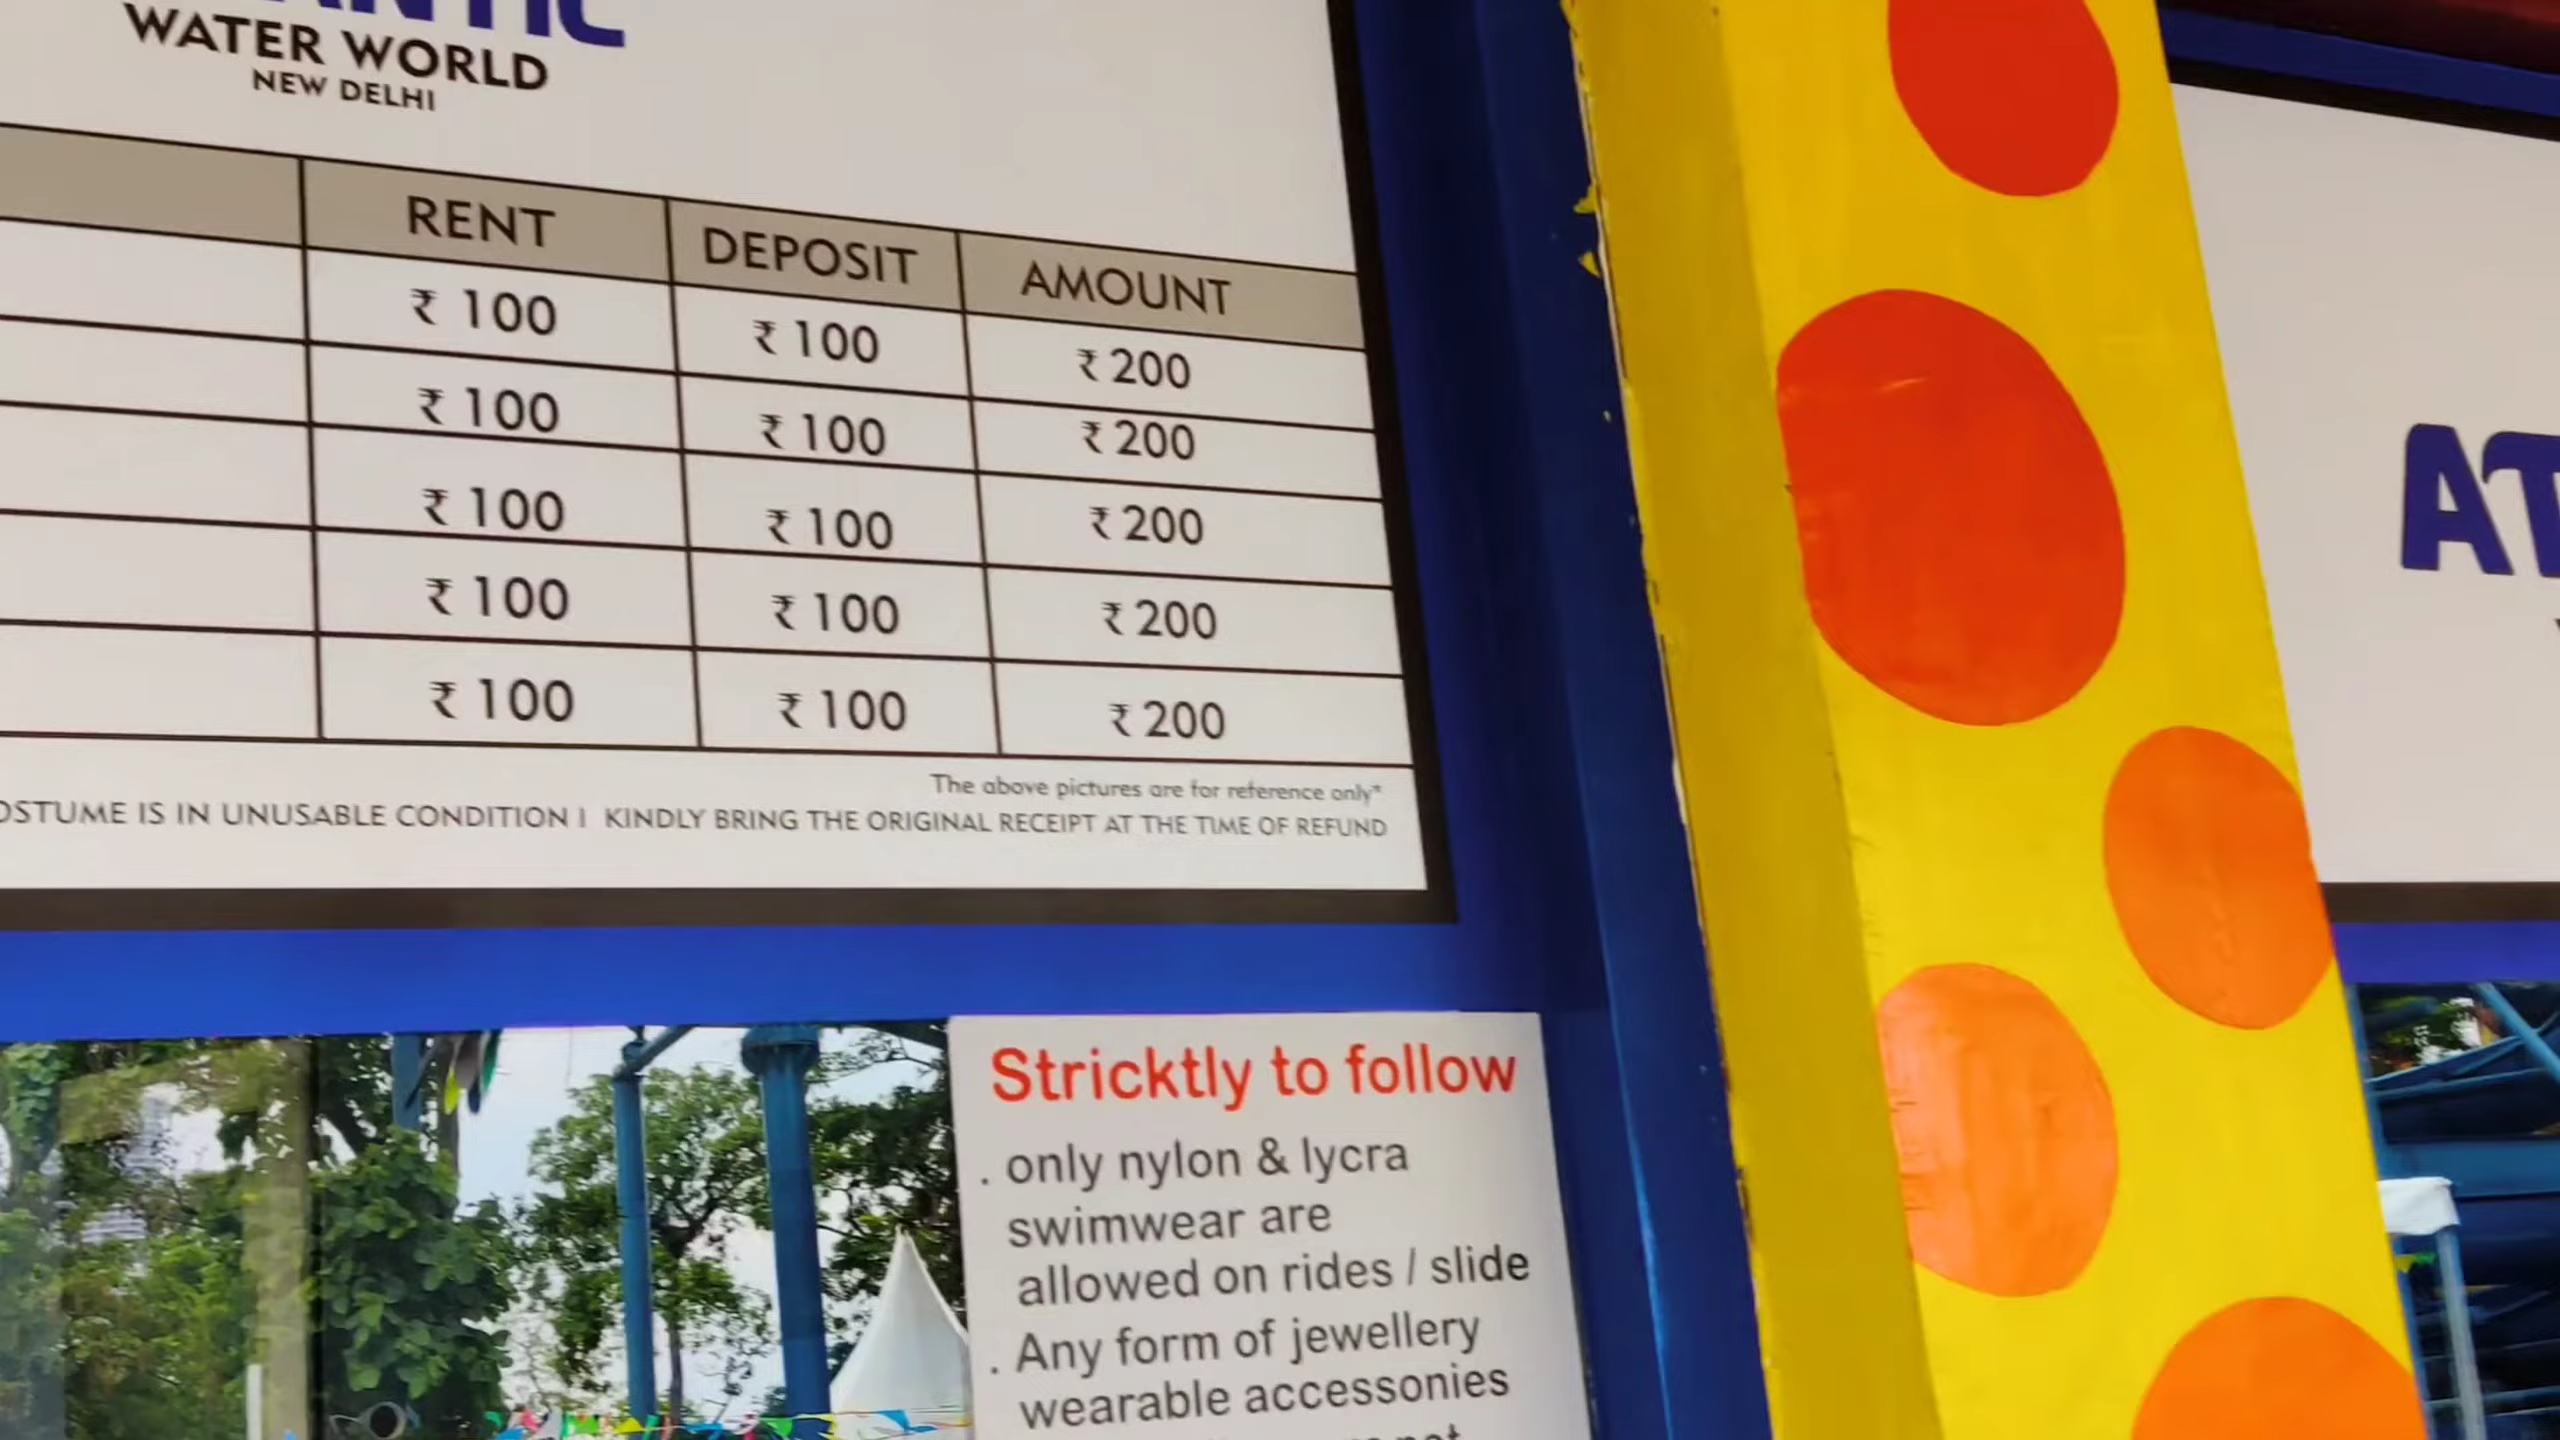 WATER WORLD
NEW DELHI
RENT DEPOSIT AMOUNT
₹ 100 ₹ 100 ₹ 200
₹ 100 ₹ 100 ₹ 200
₹ 100 ₹ 100 ₹ 200
₹ 100 ₹ 100 ₹ 200
₹ 100 ₹ 100 ₹ 200
The above pictures are for reference only*
IS IN UNUSABLE CONDITION I KINDLY BRING THE ORIGINAL RECEIPT AT THE TIME OF REFUND
Stricktly to follow
. only nylon & lycra
swimwear are
allowed on rides / slide
. Any form of jewellery
wearable accessonies